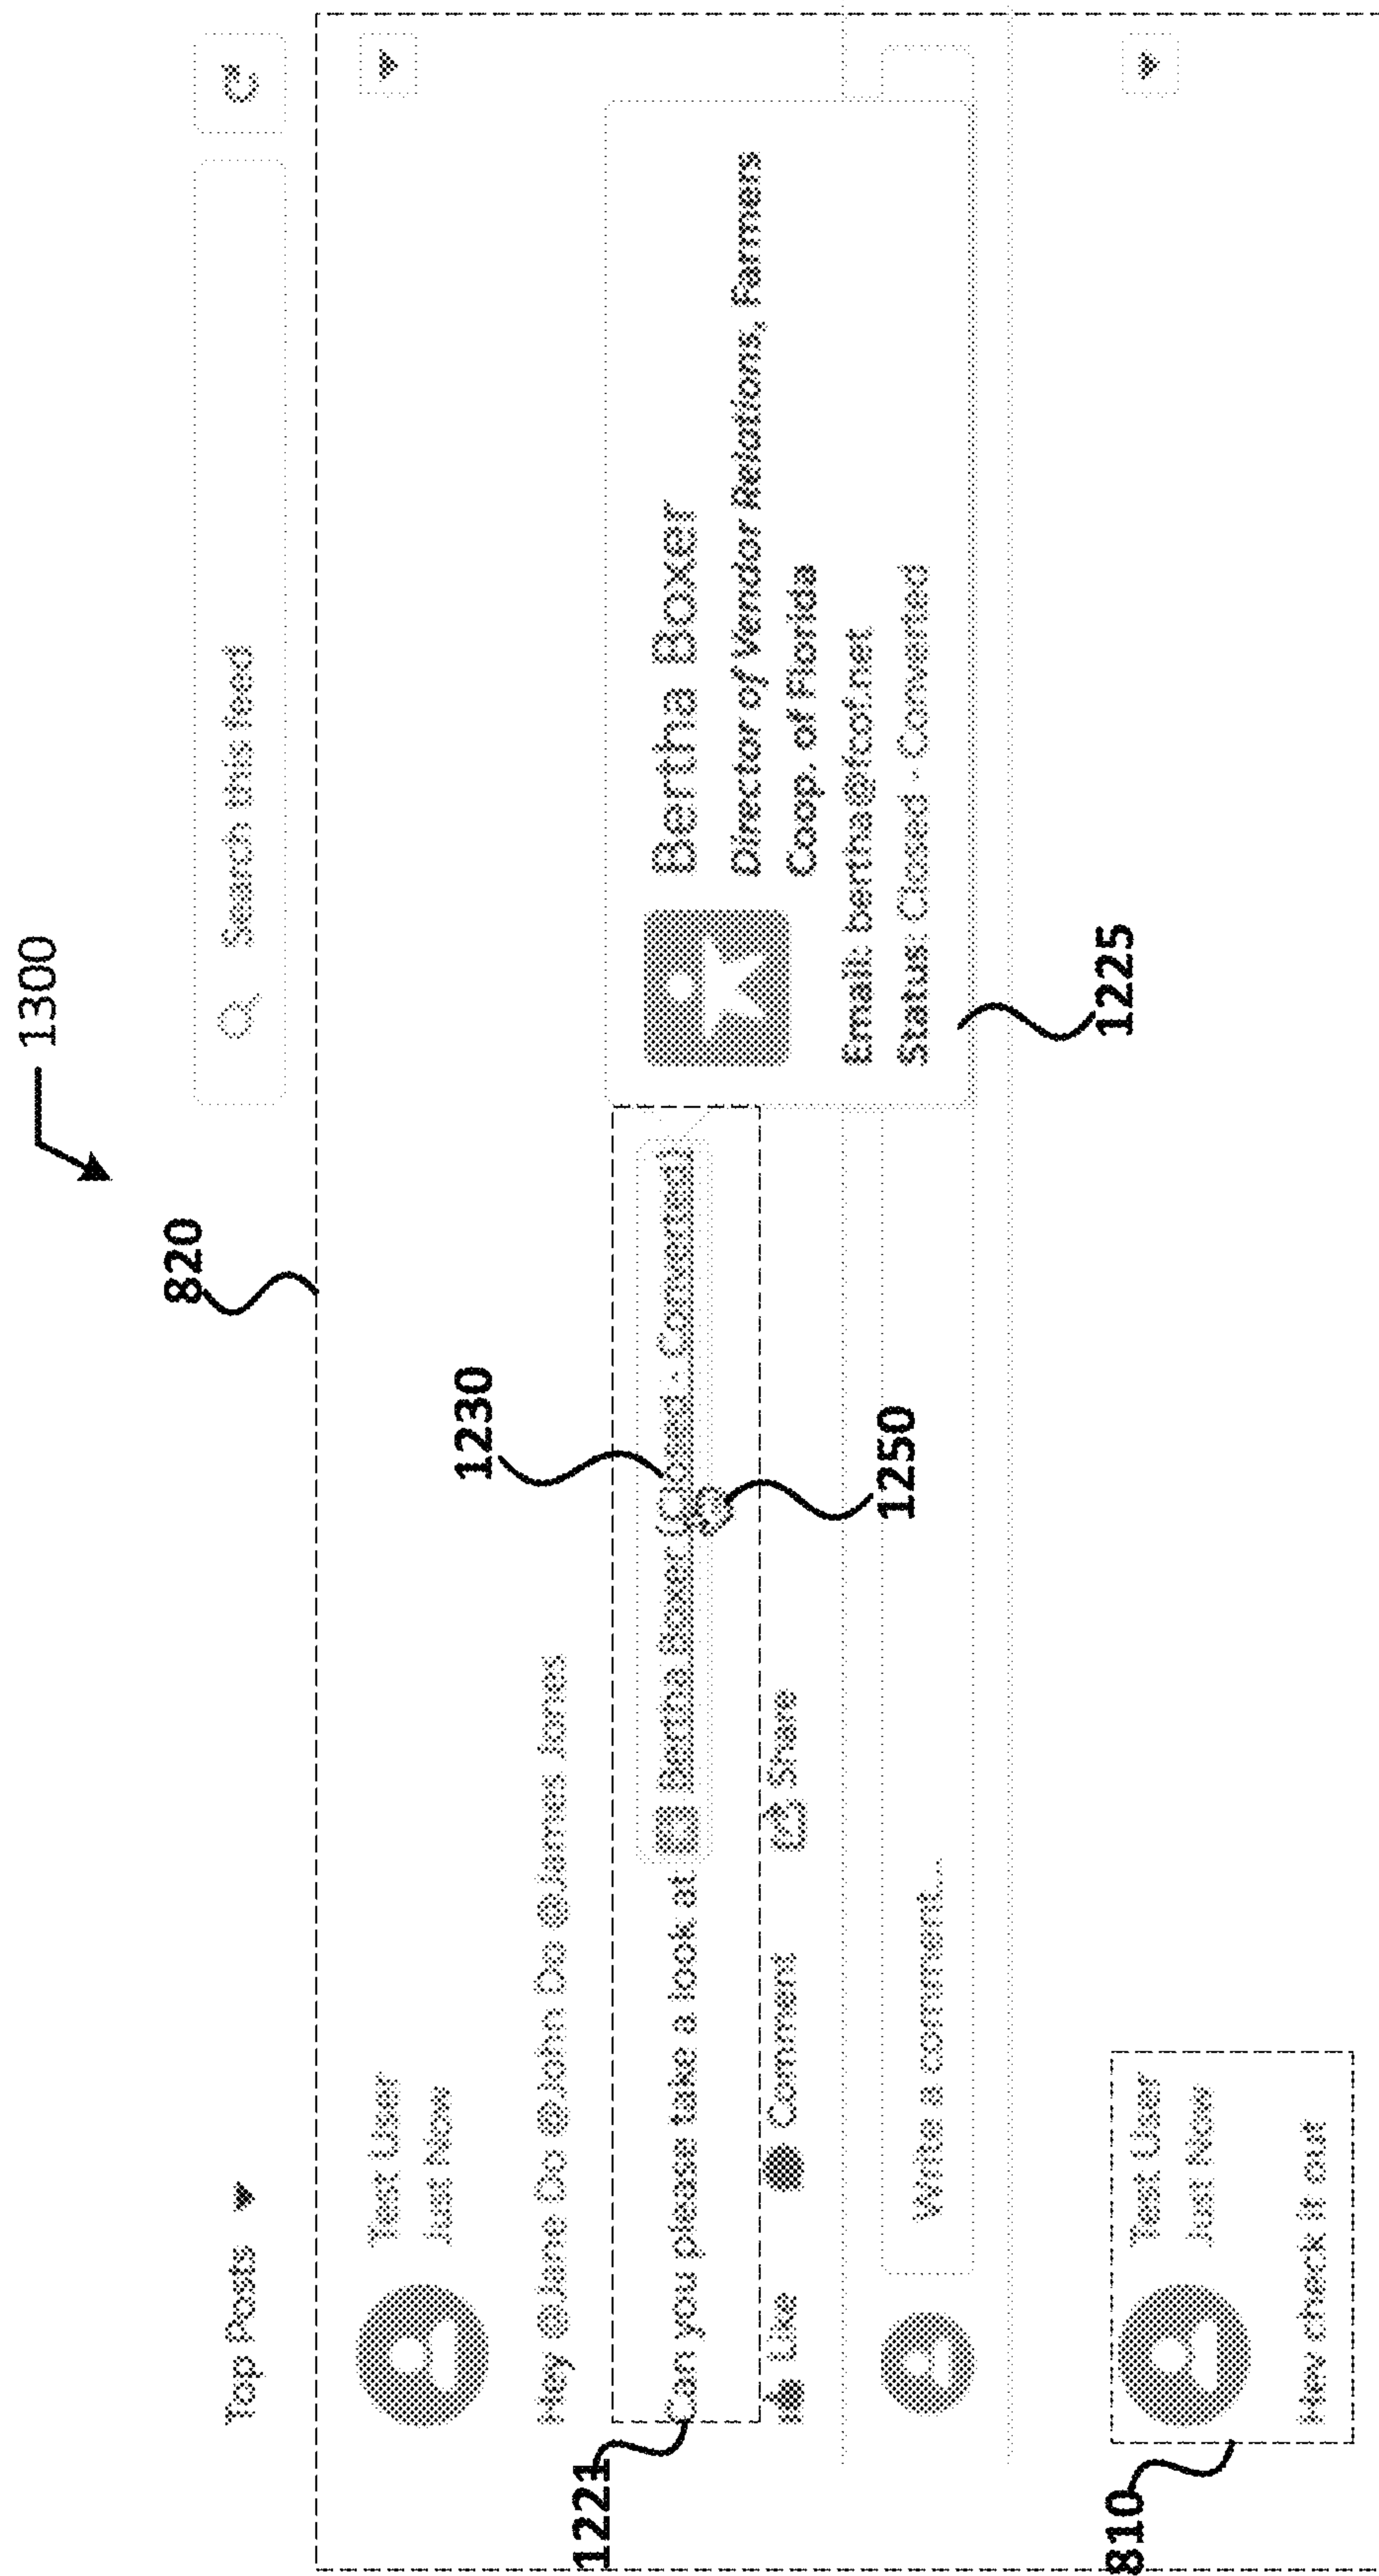 1300
820
Top Posts
Search this feed
Test User
Just Now
1230
Hey @Jane Do @John Do @James Jones
1221
Can you please take a look at Bertha Boxer (Closed - Converted)
Bertha Boxer
Director of Vendor Relations, Farmers
Coop. of Florida
Email: bertha@fcof.net
Status: Closed - Converted
Like Comment Share
1250
Write a comment...
1225
810
Test User
Just Now
Hey check it out